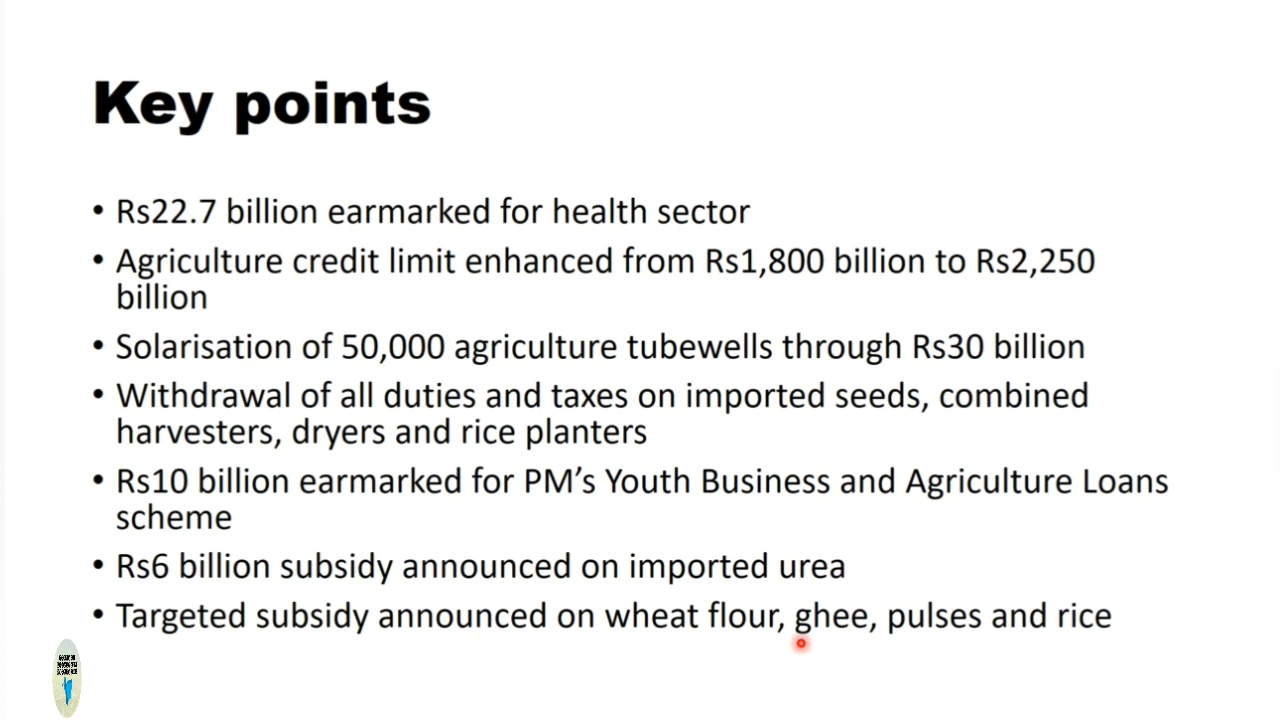 Key points
• Rs22.7 billion earmarked for health sector
• Agriculture credit limit enhanced from Rs1,800 billion to Rs2,250
billion
• Solarisation of 50,000 agriculture tubewells through Rs30 billion
• Withdrawal of all duties and taxes on imported seeds, combined
harvesters, dryers and rice planters
• Rs10 billion earmarked for PM’s Youth Business and Agriculture Loans
scheme
• Rs6 billion subsidy announced on imported urea
• Targeted subsidy announced on wheat flour, ghee, pulses and rice